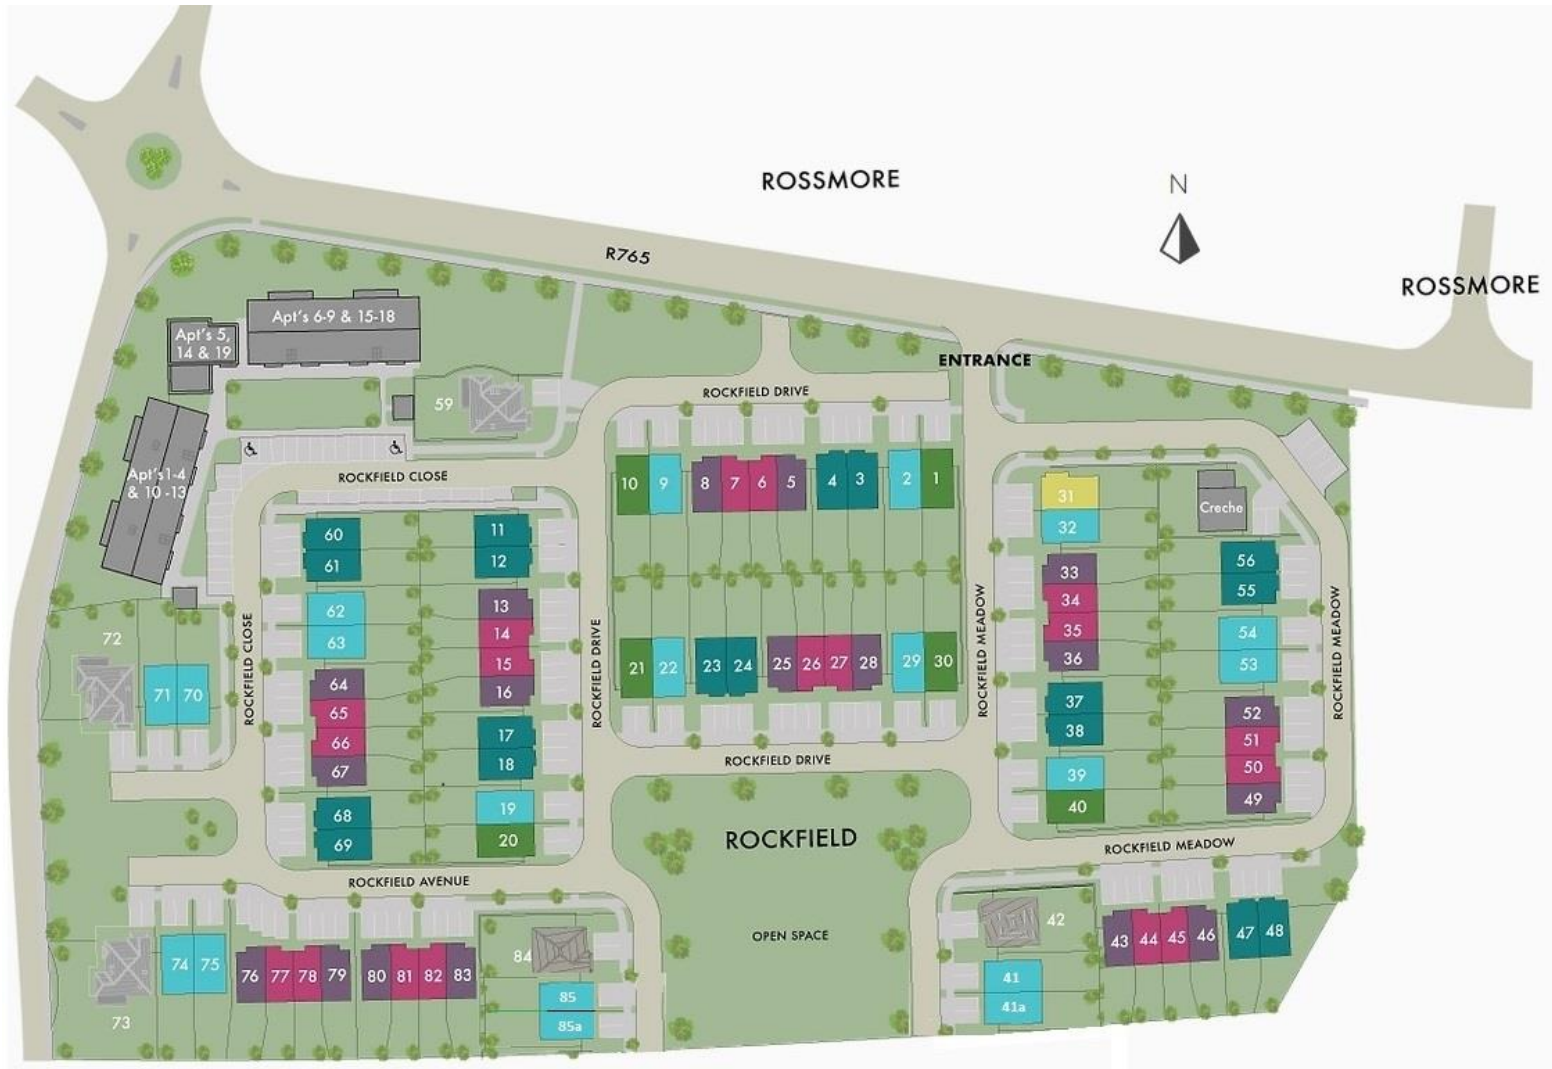 ROSSMORE
N
R765
ROSSMORE
ENTRANCE
Apt's 6-9 & 15-18
Apt's 5,
14 & 19
Apt's1-4
& 10 -13
59
ROCKFIELD DRIVE
ROCKFIELD CLOSE
10 9 8 7 6 5 4 3 2 1
31
32
Creche
60
61
11
12
33
34
35
36
56
55
62
63
13
14
15
16
54
53
72
71 70
ROCKFIELD CLOSE
ROCKFIELD DRIVE
ROCKFIELD MEADOW
ROCKFIELD MEADOW
21 22 23 24 25 26 27 28 29 30
64
65
66
67
17
18
37
38
52
51
50
49
ROCKFIELD DRIVE
39
40
68
69
19
20
ROCKFIELD
ROCKFIELD MEADOW
ROCKFIELD AVENUE
OPEN SPACE
42
43 44 45 46 47 48
84
74 75 76 77 78 79 80 81 82 83
73
85
85a
41
41a